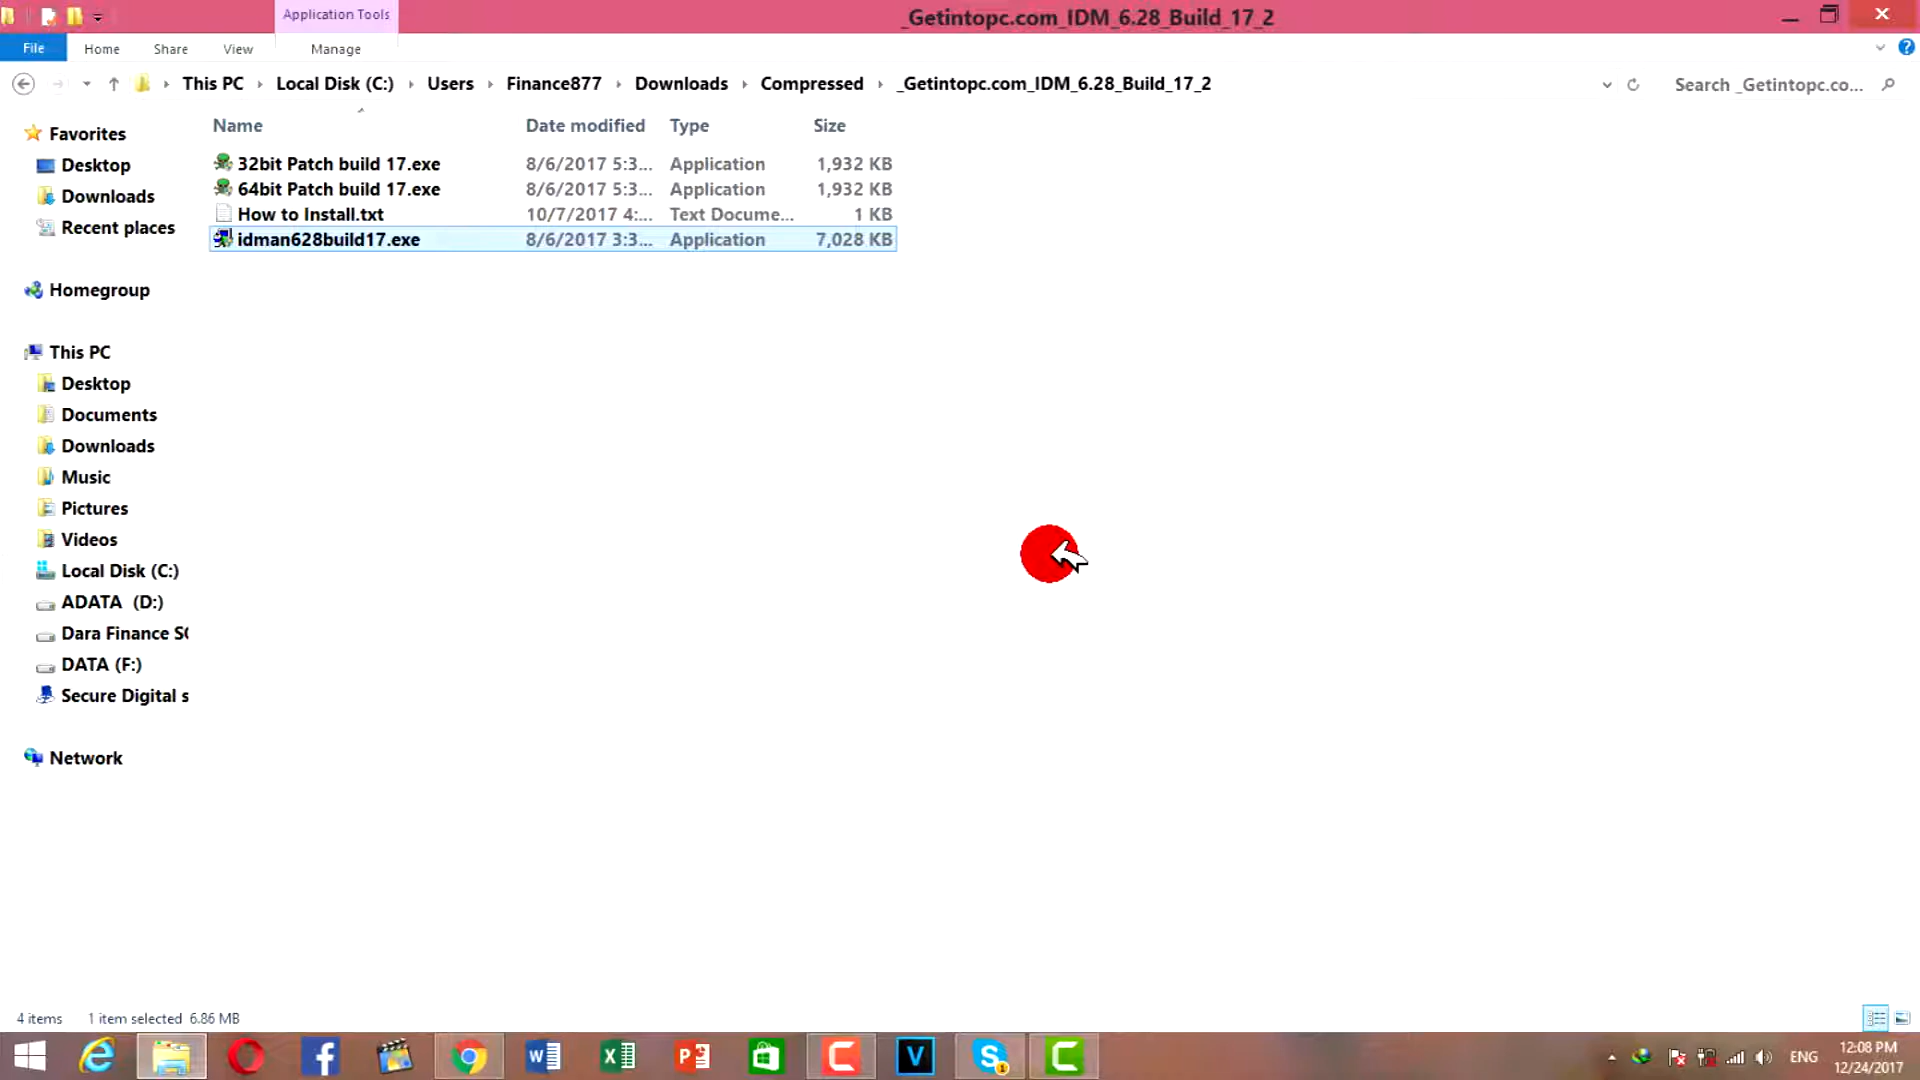 Application Tools
_Getintopc.com_IDM_6.28_Build_17_2
File Home Share View Manage
This PC Local Disk (C:) Users Finance877 Downloads Compressed _Getintopc.com_IDM_6.28_Build_17_2
Search _Getintopc.co...
Name Date modified Type Size
32bit Patch build 17.exe 8/6/2017 5:3... Application 1,932 KB
64bit Patch build 17.exe 8/6/2017 5:3... Application 1,932 KB
How to Install.txt 10/7/2017 4:... Text Docume... 1 KB
idman628build17.exe 8/6/2017 3:3... Application 7,028 KB
Favorites
Desktop
Downloads
Recent places
Homegroup
This PC
Desktop
Documents
Downloads
Music
Pictures
Videos
Local Disk (C:)
ADATA (D:)
Dara Finance S
DATA (F:)
Secure Digital s
Network
4 items 1 item selected 6.86 MB
ENG
12:08 PM
12/24/2017